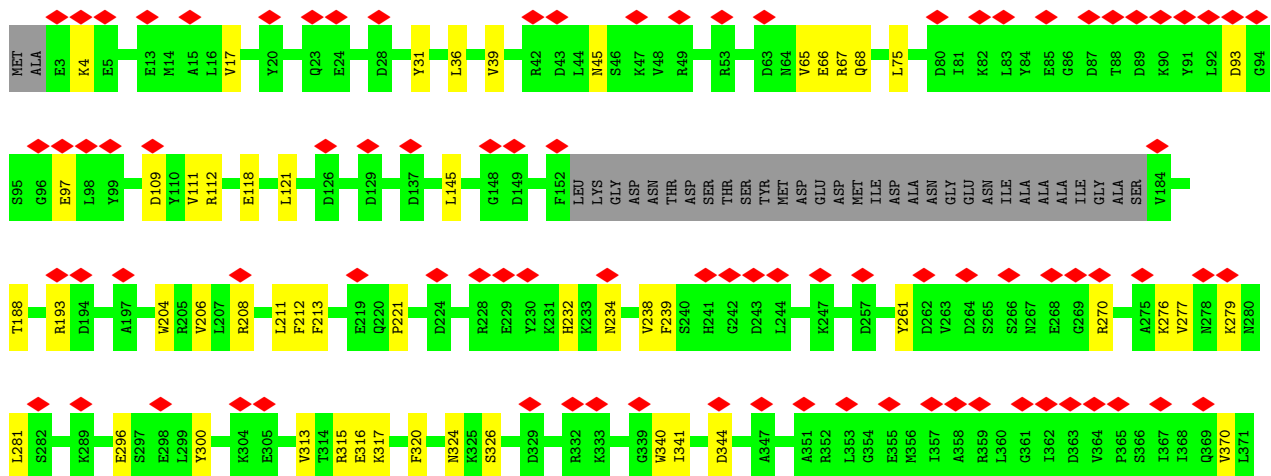 MET ALA E3 K4 E5 E13 M14 A15 L16 V17 Y20 Q23 E24 D28 Y31 L36 V39 R42 D43 L44 N45 S46 K47 V48 R49 R53 D63 N64 V65 E66 R67 Q68 L75 D80 I81 K82 L83 Y84 E85 G86 D87 T88 D89 K90 Y91 L92 D93 G94
S95 G96 E97 L98 Y99 D109 Y110 V111 R112 E118 L121 D126 D129 D137 L145 G148 D149 F152 LEU LYS GLY ASP ASN THR ASP SER THR SER TYR MET ASP GLU ASP MET ILE ASP ALA ASN GLY GLU ASN ILE ALA ALA ALA ILE GLY ALA SER V184
T188 R193 D194 A197 W204 R205 V206 L207 R208 L211 F212 F213 E219 Q220 P221 D224 R228 E229 Y230 K231 H232 K233 N234 V238 F239 S240 H241 G242 D243 L244 K247 D257 Y261 D262 V263 D264 S265 S266 N267 E268 G269 R270 A275 K276 V277 N278 K279 N280
L281 S282 K289 E296 S297 E298 L299 Y300 K304 E305 V313 T314 R315 E316 K317 F320 N324 K325 S326 D329 R332 K333 G339 W340 I341 D344 A347 A351 R352 L353 G354 E355 M356 I357 A358 R359 L360 G361 I362 D363 V364 P365 S366 I367 I368 Q369 V370 L371